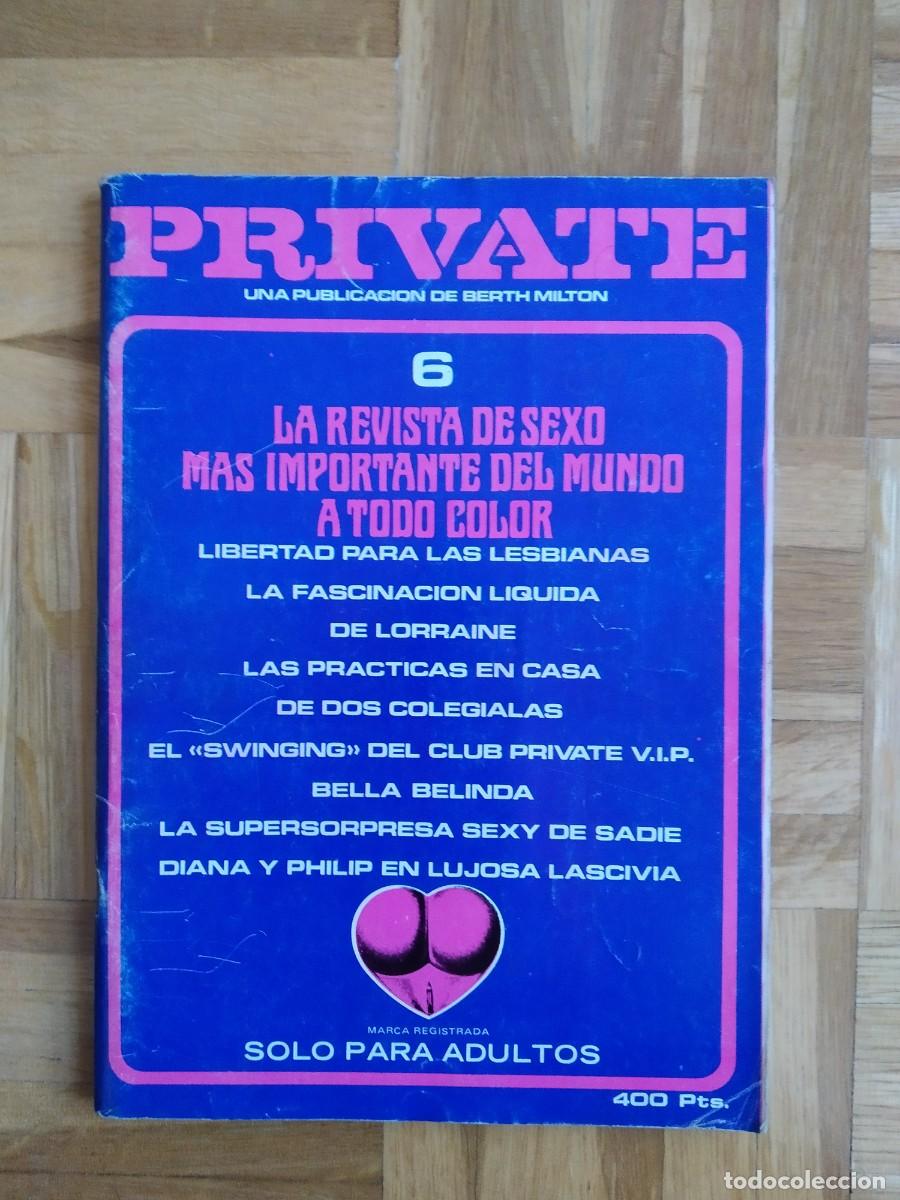 PRIVATE
UNA PUBLICACION DE BERTH MILTON
6
LA REVISTA DE SEXO
MAS IMPORTANTE DEL MUNDO
A TODO COLOR
LIBERTAD PARA LAS LESBIANAS
LA FASCINACION LIQUIDA
DE LORRAINE
LAS PRACTICAS EN CASA
DE DOS COLEGIALAS
EL «SWINGING» DEL CLUB PRIVATE V.I.P.
BELLA BELINDA
LA SUPERSORPRESA SEXY DE SADIE
DIANA Y PHILIP EN LUJOSA LASCIVIA
MARCA REGISTRADA
SOLO PARA ADULTOS
400 Pts.
todocoleccion